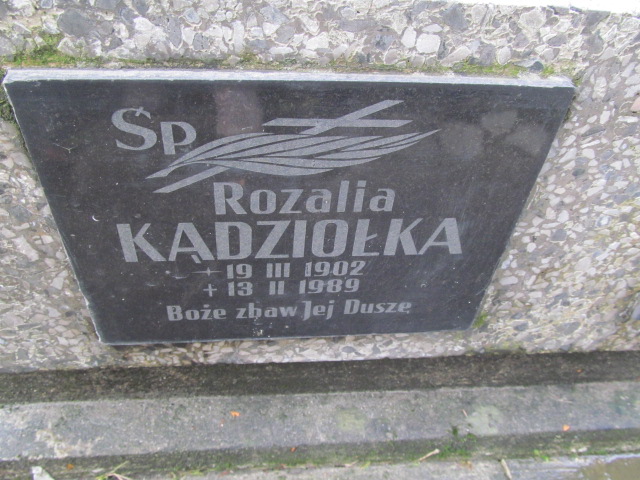 Śp
Rozalia
KĄDZIOŁKA
19 III 1902
+ 13 II 1989
Boże zbaw Jej Duszę